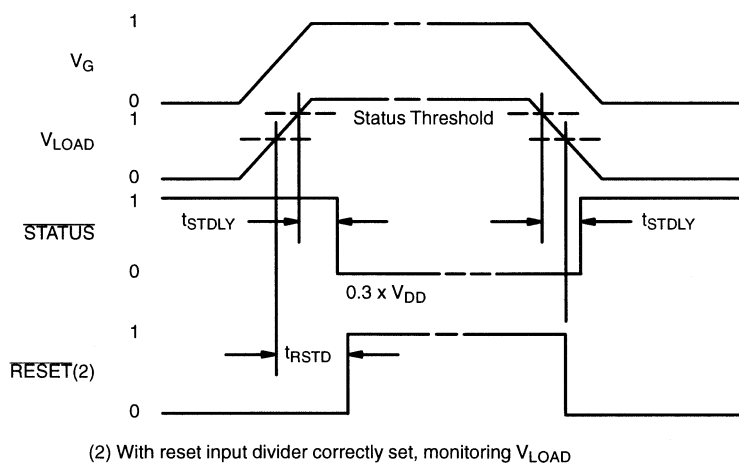 1
V_G
0
1
Status Threshold
V_LOAD
0
1
t_STDLY
t_STDLY
STATUS
0
0.3 x V_DD
1
t_RSTD
RESET(2)
0
(2) With reset input divider correctly set, monitoring V_LOAD